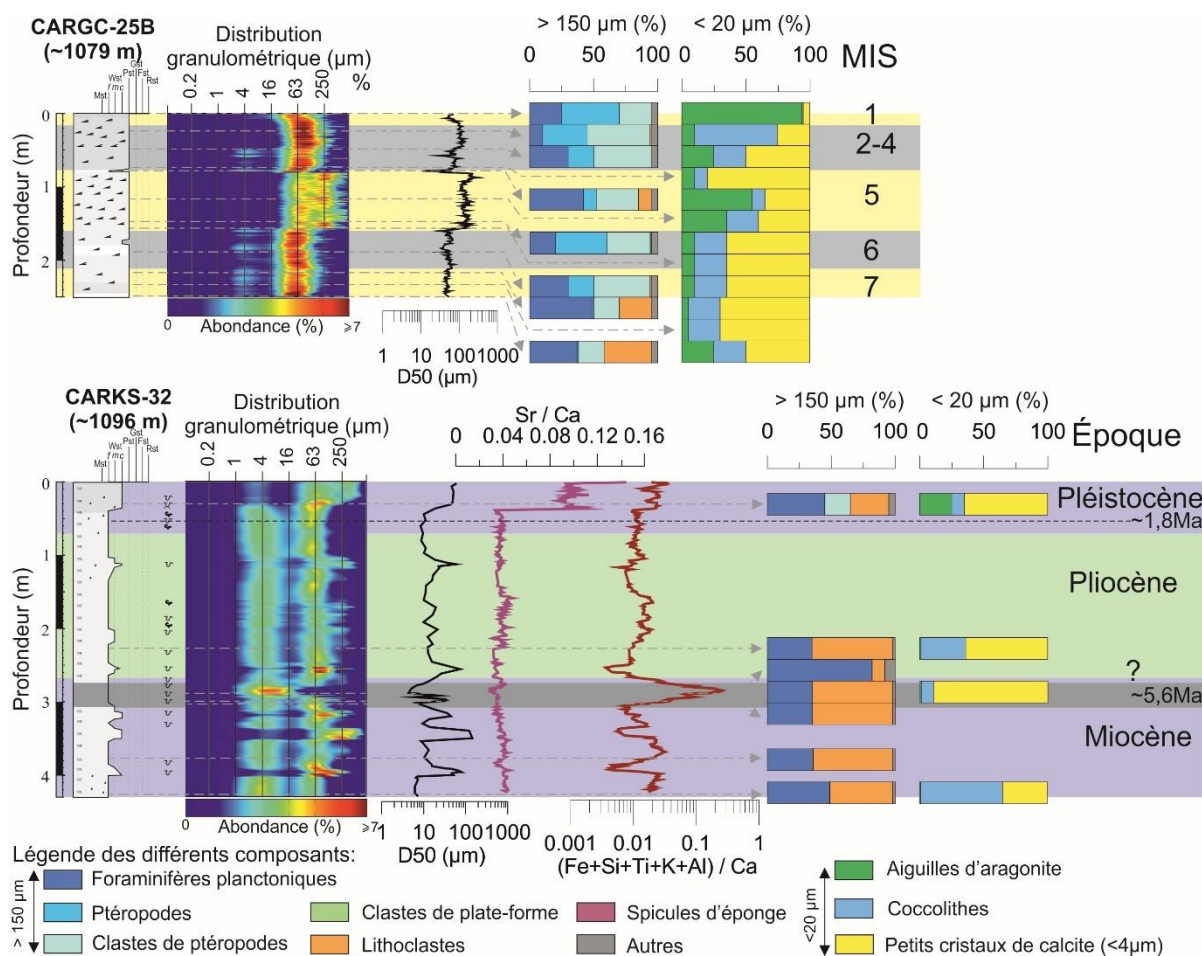 CARGC-25B
(~1079 m)
Distribution
granulométrique (μm)
> 150 μm (%)
< 20 μm (%)
MIS
Mst
Wst
f m c
Pst
Gst
Fst
Rst
0.2
1
4
16
63
250
%
0 50 100
0 50 100
Profondeur (m)
0
1
2
1
2-4
5
6
7
0
Abondance (%)
⩾7
1 10 100 1000
D50 (μm)
CARKS-32
(~1096 m)
Distribution
granulométrique (μm)
Sr / Ca
> 150 μm (%)
< 20 μm (%)
Époque
Mst
Wst
f m c
Pst
Gst
Fst
Rst
0.2
1
4
16
63
250
0 0.04 0.08 0.12 0.16
0 50 100
0 50 100
Profondeur (m)
0
1
2
3
4
Pléistocène
~1,8Ma
Pliocène
?
~5,6Ma
Miocène
0
Abondance (%)
⩾7
1 10 100 1000
D50 (μm)
0.001 0.01 0.1 1
(Fe+Si+Ti+K+Al) / Ca
Légende des différents composants:
> 150 μm
Foraminifères planctoniques
Ptéropodes
Clastes de ptéropodes
Clastes de plate-forme
Lithoclastes
Spicules d'éponge
Autres
<20 μm
Aiguilles d'aragonite
Coccolithes
Petits cristaux de calcite (<4μm)